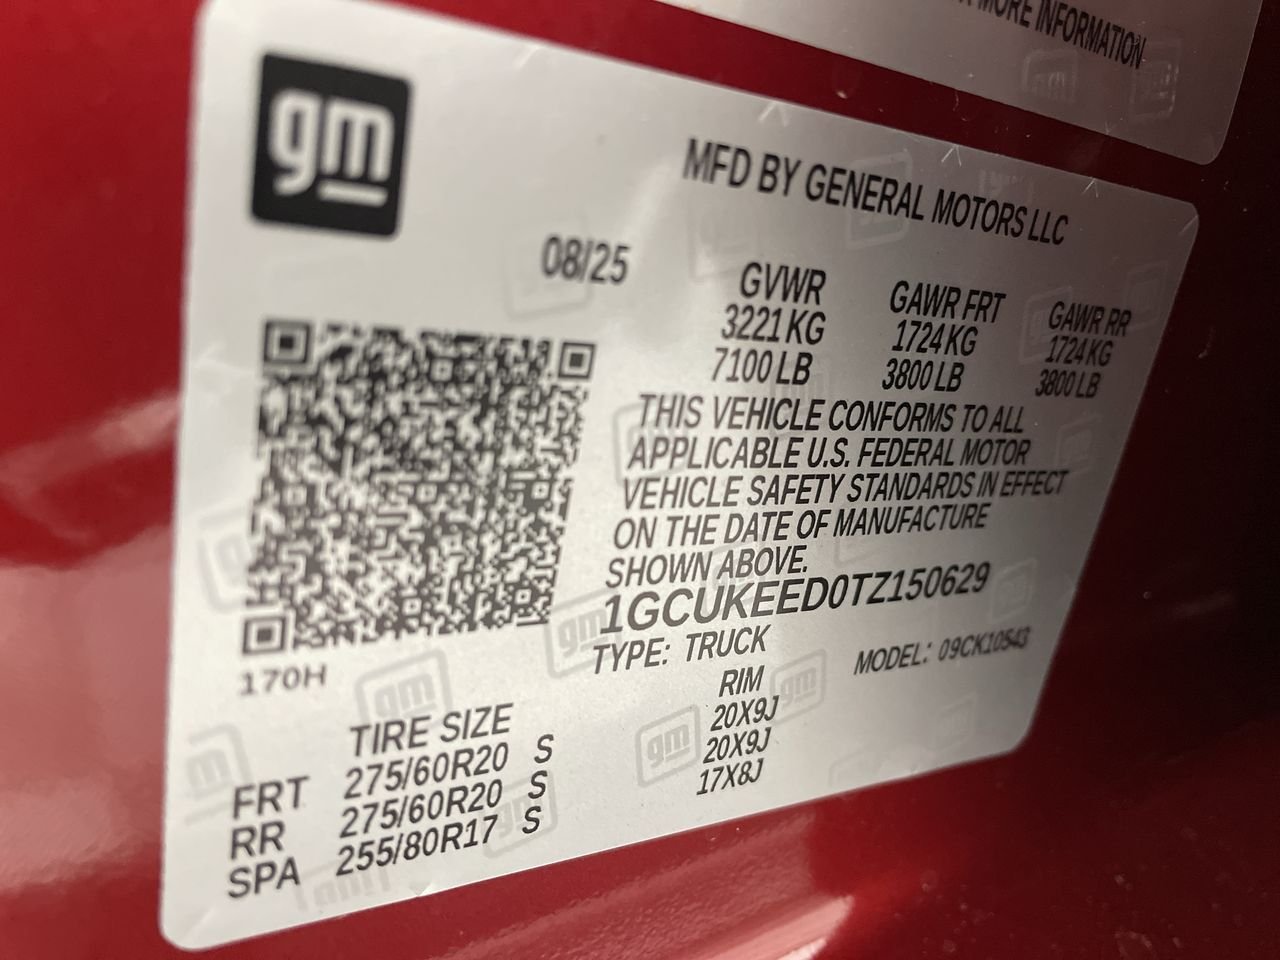 MORE INFORMATION
gm
MFD BY GENERAL MOTORS LLC
08/25
GVWR GAWR FRT GAWR RR
3221 KG 1724 KG 1724 KG
7100 LB 3800 LB 3800 LB
THIS VEHICLE CONFORMS TO ALL
APPLICABLE U.S. FEDERAL MOTOR
VEHICLE SAFETY STANDARDS IN EFFECT
ON THE DATE OF MANUFACTURE
SHOWN ABOVE.
1GCUKEED0TZ150629
TYPE: TRUCK MODEL: 09CK10543
170H
TIRE SIZE RIM
FRT 275/60R20 S 20X9J
RR 275/60R20 S 20X9J
SPA 255/80R17 S 17X8J